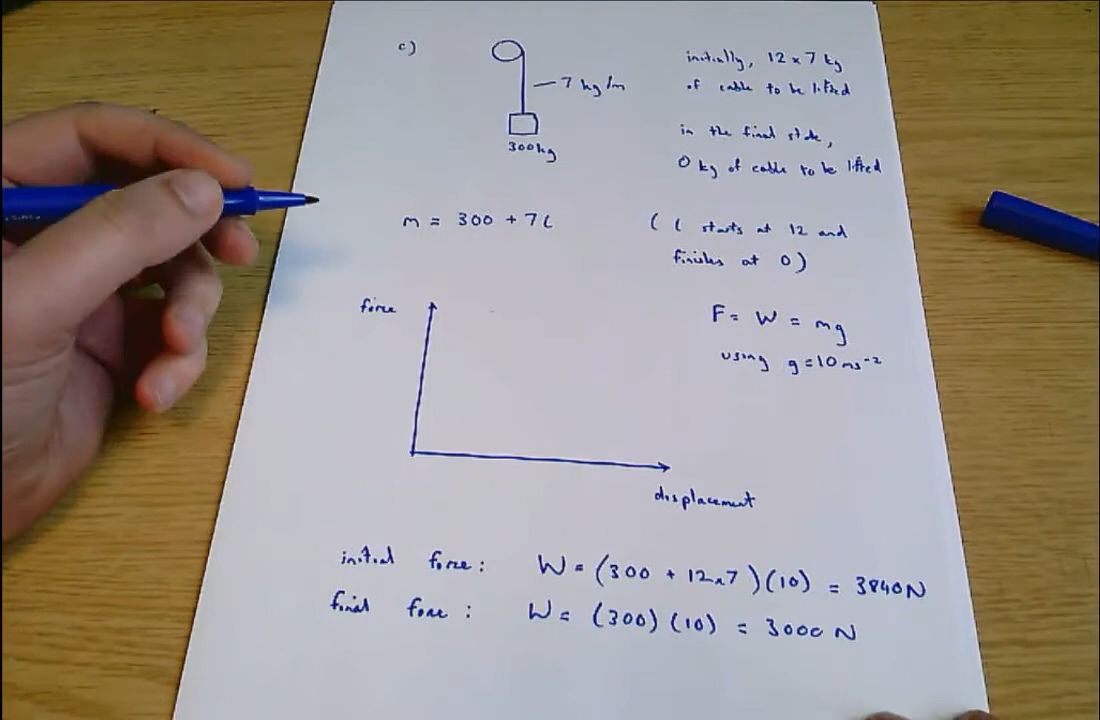 c)
7 kg/m
300kg
initially, 12 x 7 kg
of cable to be lifted
in the final state,
0 kg of cable to be lifted
m = 300 + 7l
( l starts at 12 and
finishes at 0)
force
F = W = mg
using g = 10 ms⁻²
displacement
initial force: W = (300 + 12x7)(10) = 3840N
final force: W = (300)(10) = 3000 N